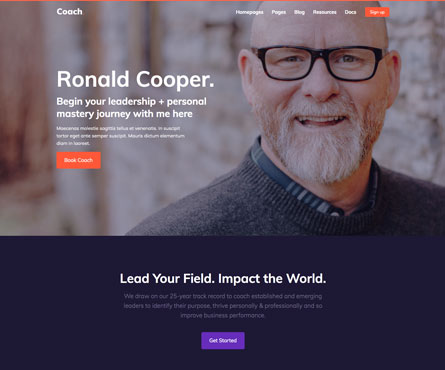 Coach
Homepages Pages Blog Resources Docs Sign up
Ronald Cooper.
Begin your leadership + personal
mastery journey with me here
Maecenas molestie sagittis tellus et venenatis. In suscipit
tortor eget ante semper suscipit. Mauris dictum elementum
diam in laoreet.
Book Coach
Lead Your Field. Impact the World.
We draw on our 25-year track record to coach established and emerging
leaders to identify their purpose, thrive personally & professionally and so
improve business performance.
Get Started